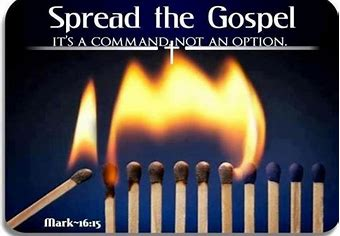 Spread the Gospel
IT'S A COMMAND NOT AN OPTION.
Mark~16:15